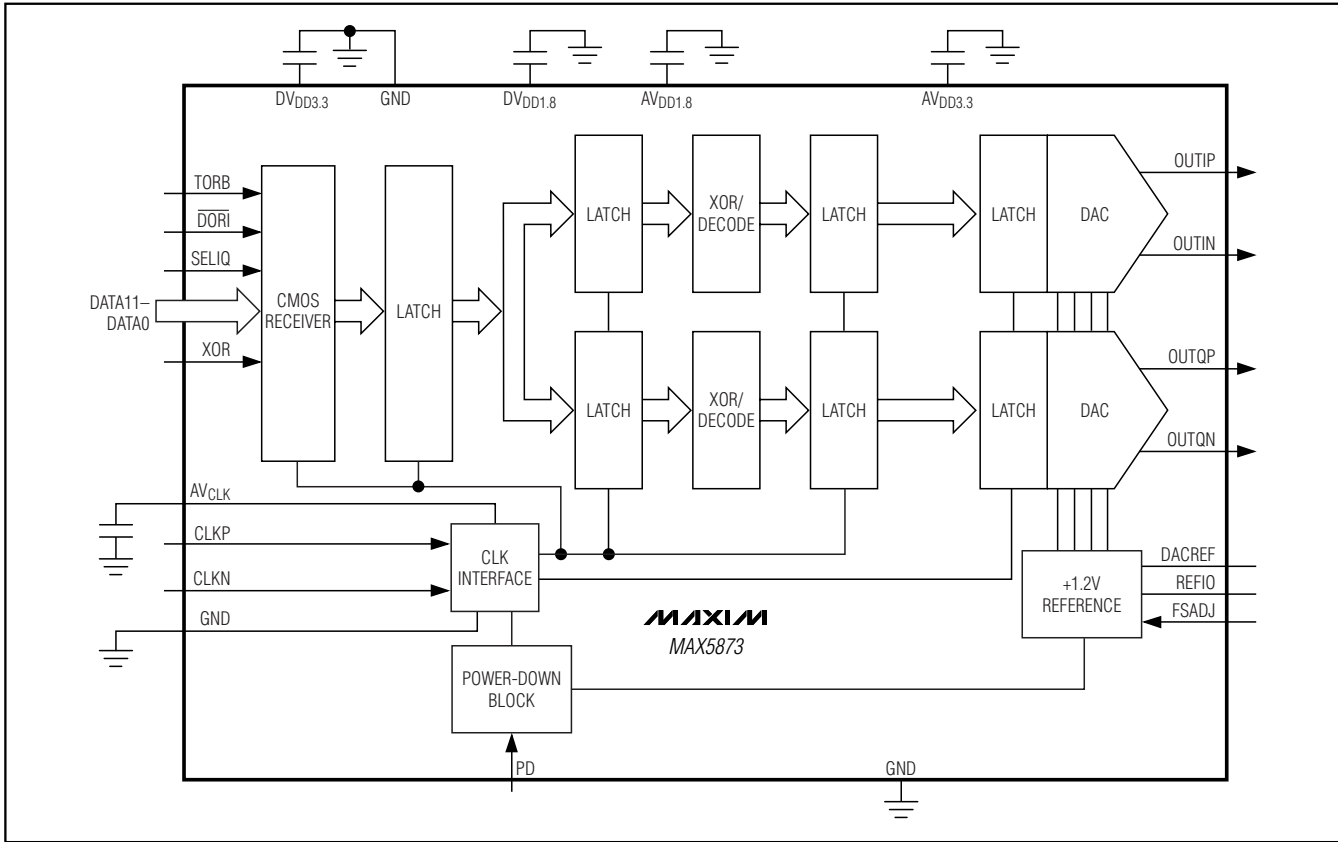 DVDD3.3
GND
DVDD1.8
AVDD1.8
AVDD3.3
TORB
DORI
SELIQ
DATA11–
DATA0
XOR
CMOS
RECEIVER
LATCH
LATCH
XOR/
DECODE
LATCH
LATCH
DAC
OUTIP
OUTIN
LATCH
XOR/
DECODE
LATCH
LATCH
DAC
OUTQP
OUTQN
AVCLK
CLKP
CLKN
GND
CLK
INTERFACE
MAXIM
MAX5873
+1.2V
REFERENCE
DACREF
REFIO
FSADJ
POWER-DOWN
BLOCK
PD
GND